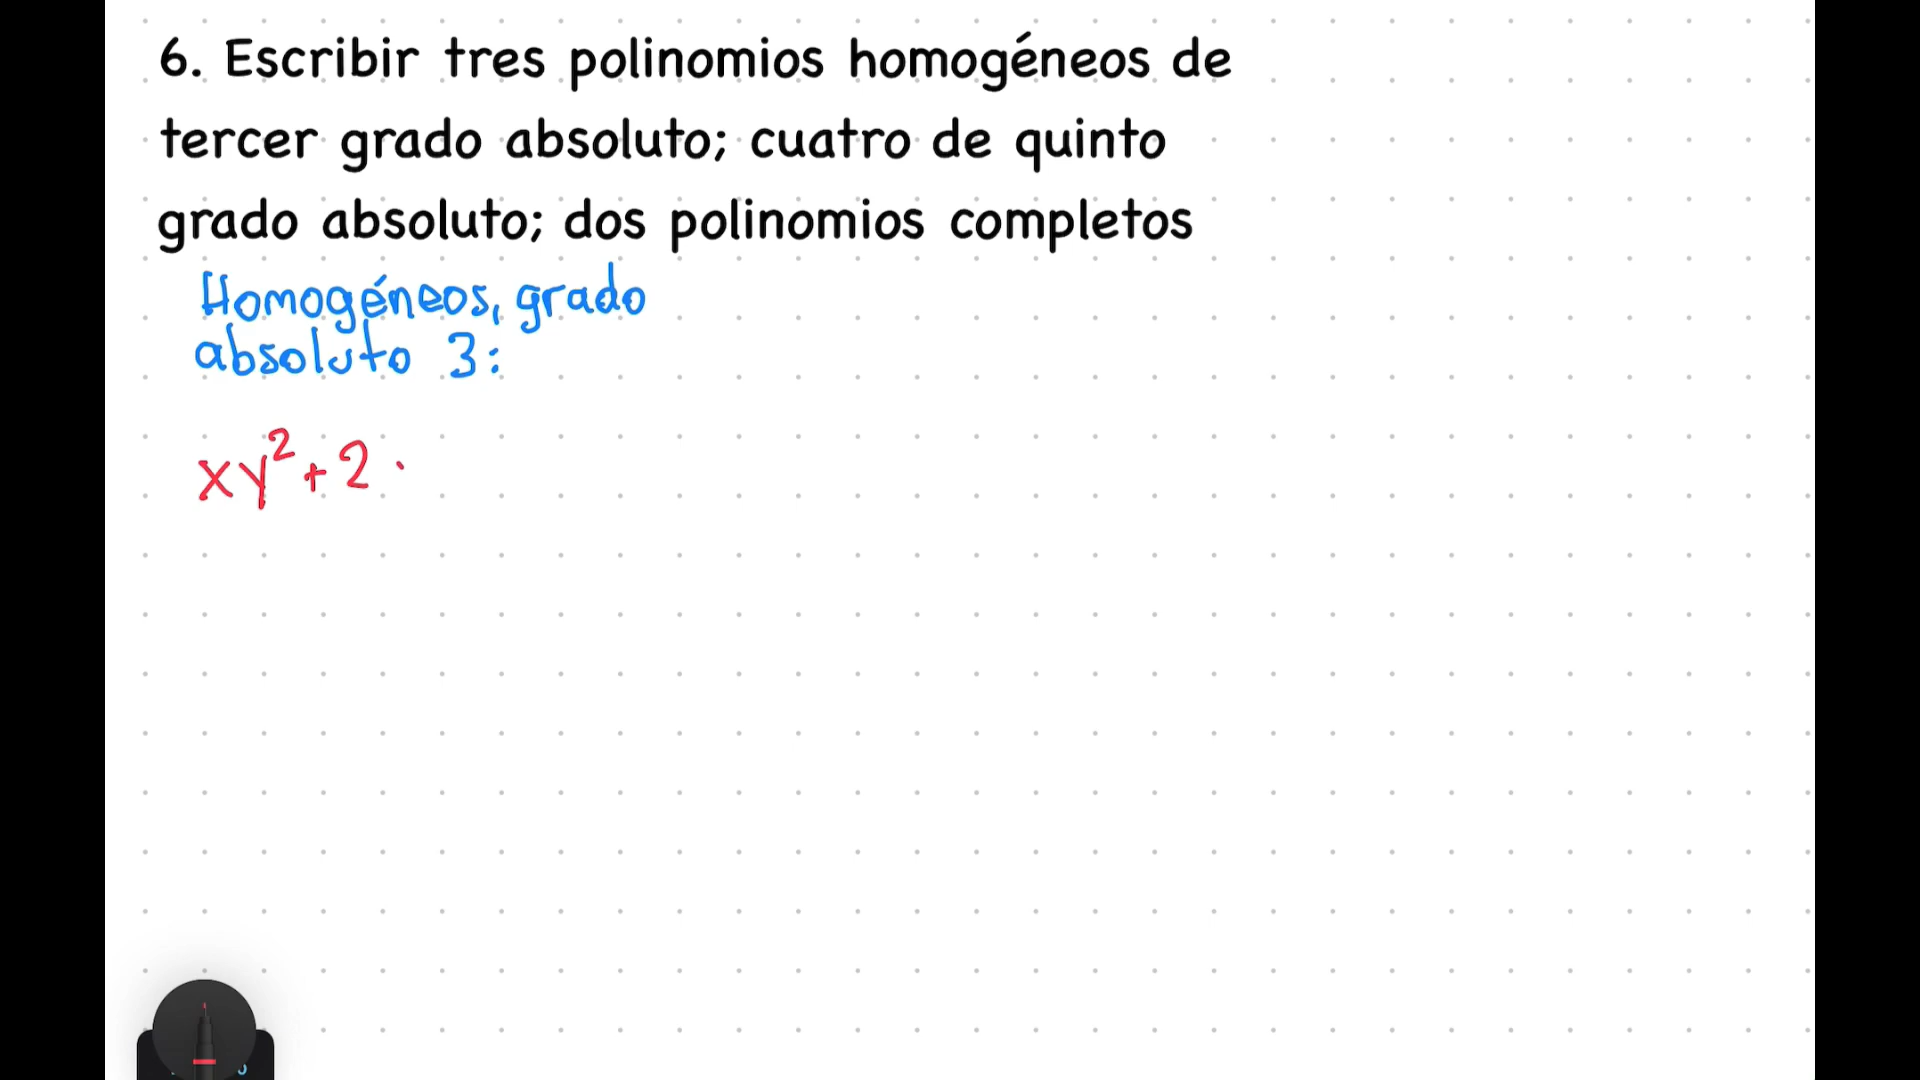 6. Escribir tres polinomios homogéneos de
tercer grado absoluto; cuatro de quinto
grado absoluto; dos polinomios completos
Homogéneos, grado
absoluto 3:
xy²+2